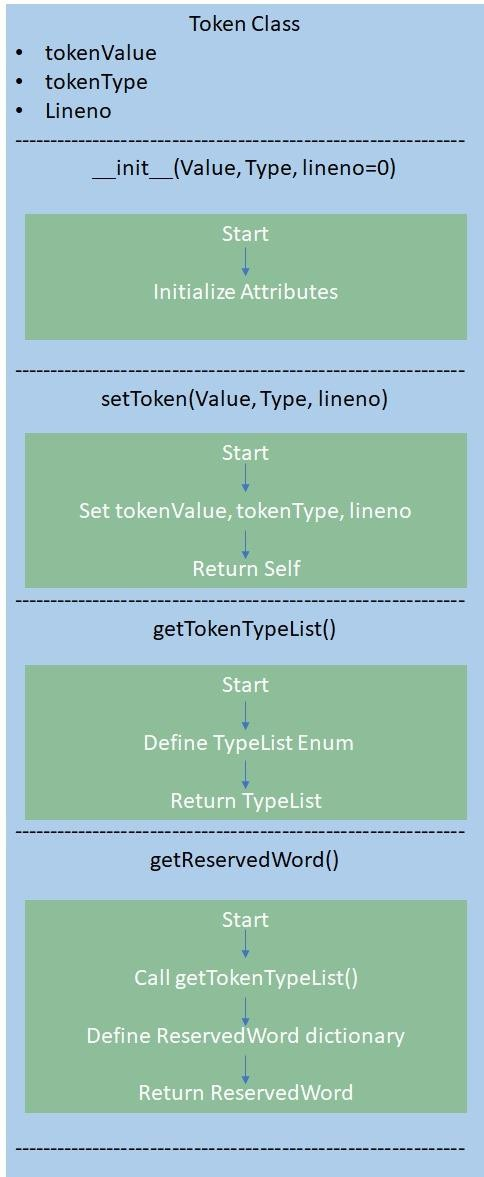 Token Class
• tokenValue
• tokenType
• Lineno
__init__(Value, Type, lineno=0)
Start
Initialize Attributes
setToken(Value, Type, lineno)
Start
Set tokenValue, tokenType, lineno
Return Self
getTokenTypeList()
Start
Define TypeList Enum
Return TypeList
getReservedWord()
Start
Call getTokenTypeList()
Define ReservedWord dictionary
Return ReservedWord